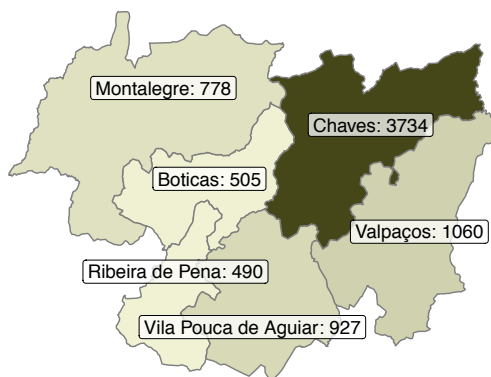 Montalegre: 778
Chaves: 3734
Boticas: 505
Valpaços: 1060
Ribeira de Pena: 490
Vila Pouca de Aguiar: 927